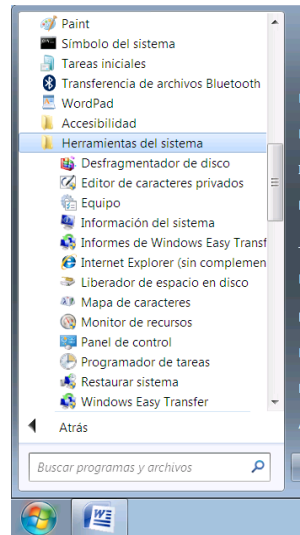 Paint
Símbolo del sistema
Tareas iniciales
Transferencia de archivos Bluetooth
WordPad
Accesibilidad
Herramientas del sistema
Desfragmentador de disco
Editor de caracteres privados
Equipo
Información del sistema
Informes de Windows Easy Transf
Internet Explorer (sin complemen
Liberador de espacio en disco
Mapa de caracteres
Monitor de recursos
Panel de control
Programador de tareas
Restaurar sistema
Windows Easy Transfer
Atrás
Buscar programas y archivos